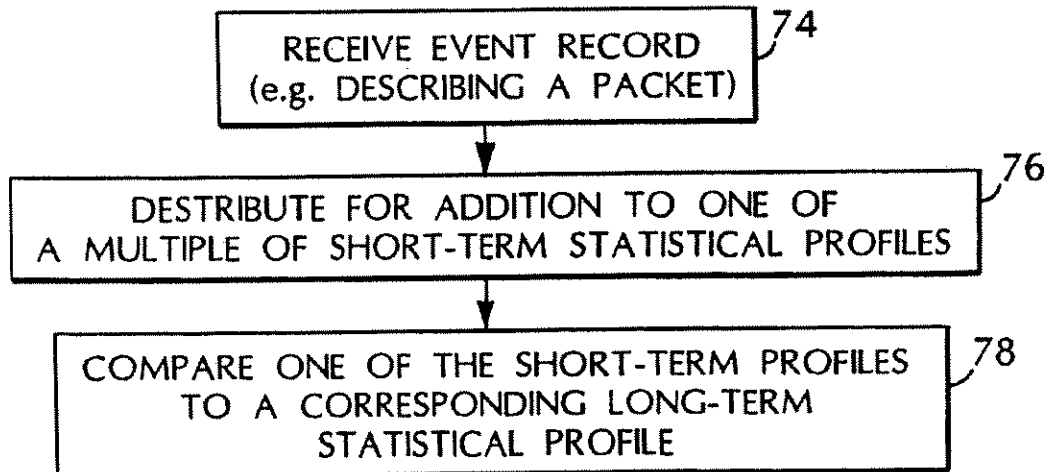 RECEIVE EVENT RECORD
(e.g. DESCRIBING A PACKET)
74
DESTRIBUTE FOR ADDITION TO ONE OF
A MULTIPLE OF SHORT-TERM STATISTICAL PROFILES
76
COMPARE ONE OF THE SHORT-TERM PROFILES
TO A CORRESPONDING LONG-TERM
STATISTICAL PROFILE
78